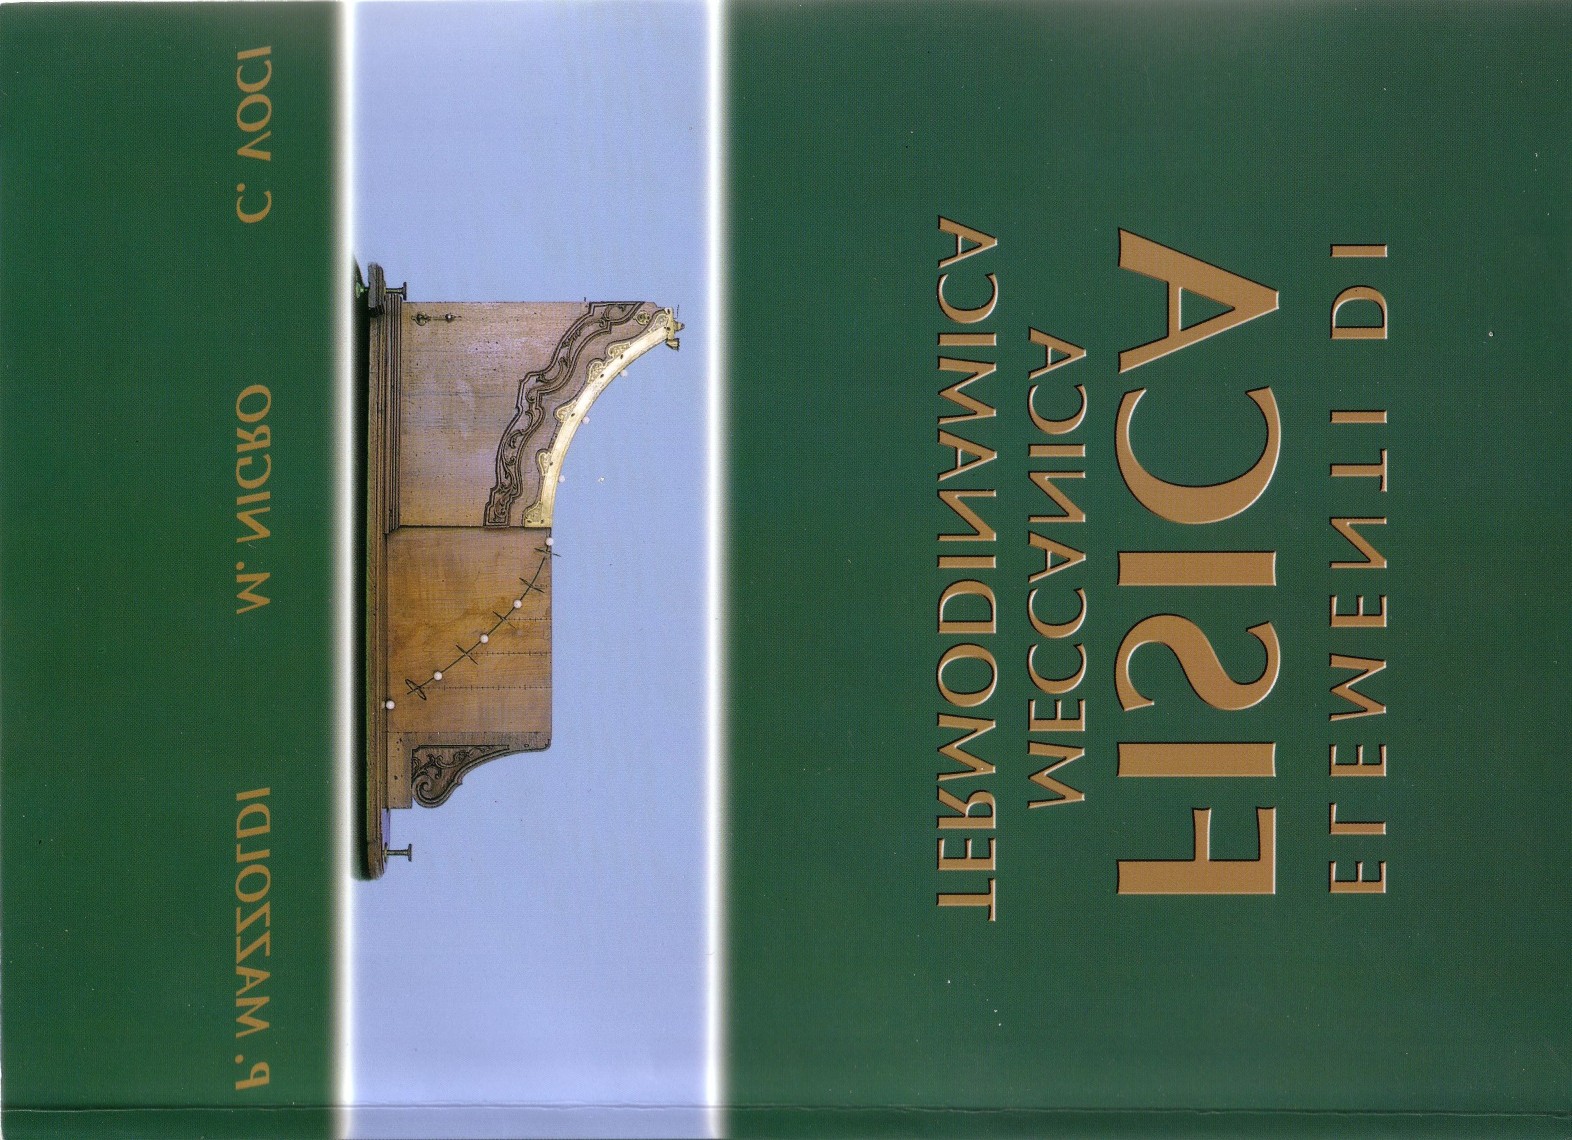 ELEMENTI DI
FISICA
MECCANICA
TERMODINAMICA
P. MAZZOLDI M. NIGRO C. VOCI